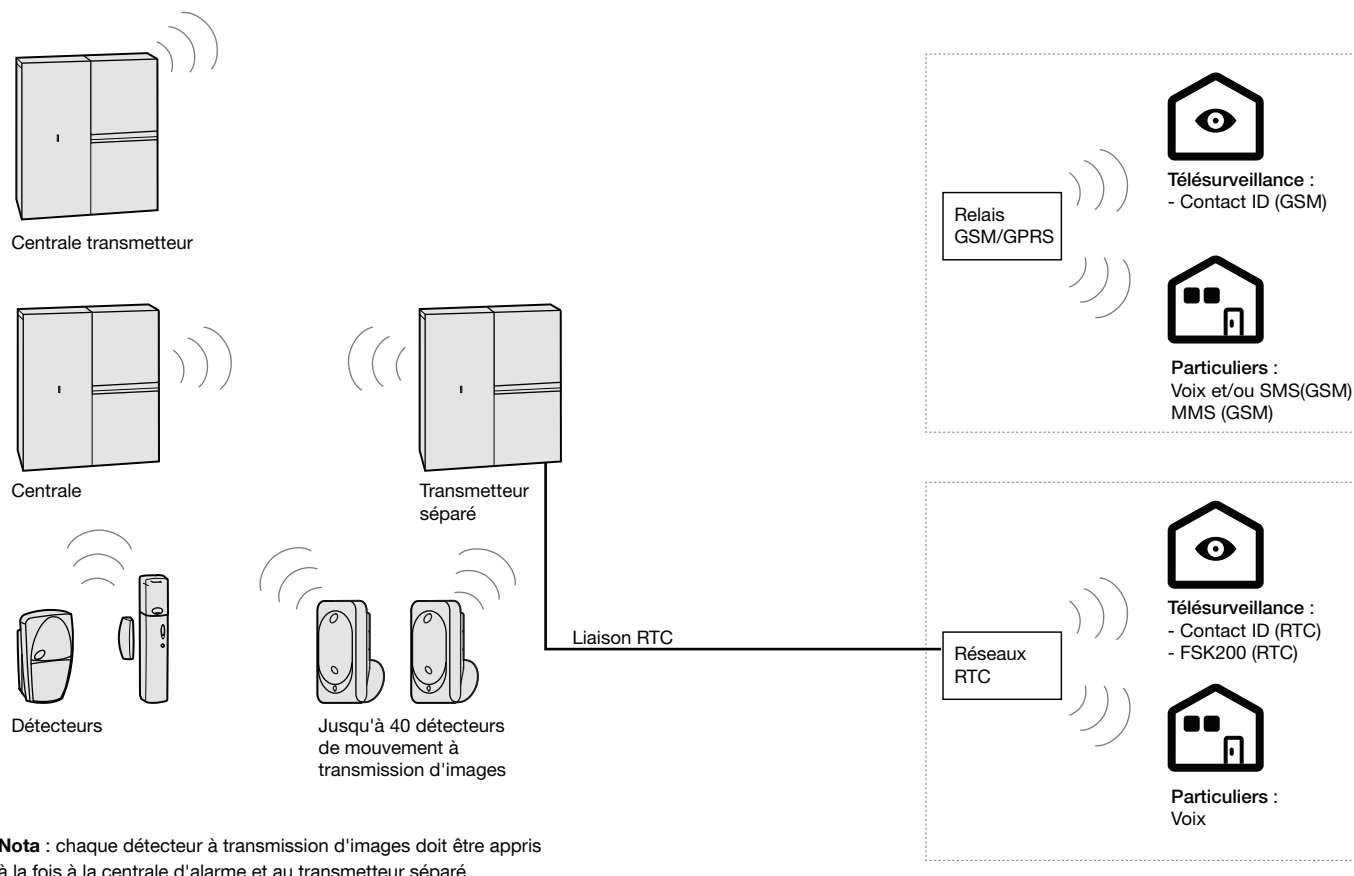 Centrale transmetteur
Centrale
Transmetteur
séparé
Détecteurs
Jusqu'à 40 détecteurs
de mouvement à
transmission d'images
Liaison RTC
Relais
GSM/GPRS
Télésurveillance :
- Contact ID (GSM)
Particuliers :
Voix et/ou SMS(GSM)
MMS (GSM)
Réseaux
RTC
Télésurveillance :
- Contact ID (RTC)
- FSK200 (RTC)
Particuliers :
Voix
Nota : chaque détecteur à transmission d'images doit être appris
à la fois à la centrale d'alarme et au transmetteur séparé